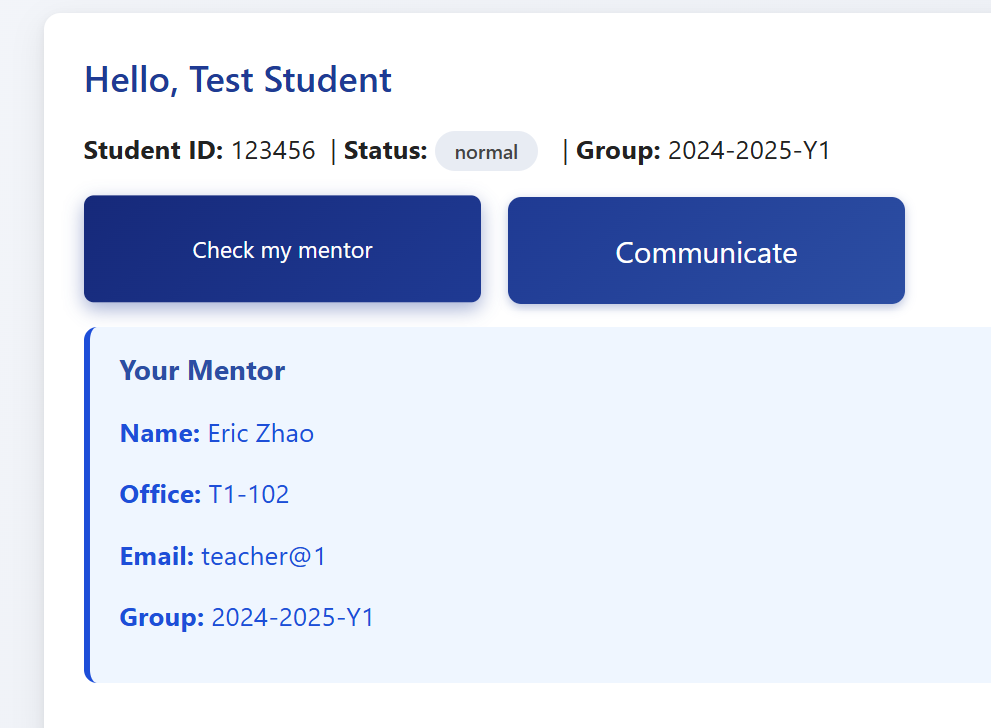 Hello, Test Student
Student ID: 123456 | Status: normal | Group: 2024-2025-Y1
Check my mentor
Communicate
Your Mentor
Name: Eric Zhao
Office: T1-102
Email: teacher@1
Group: 2024-2025-Y1